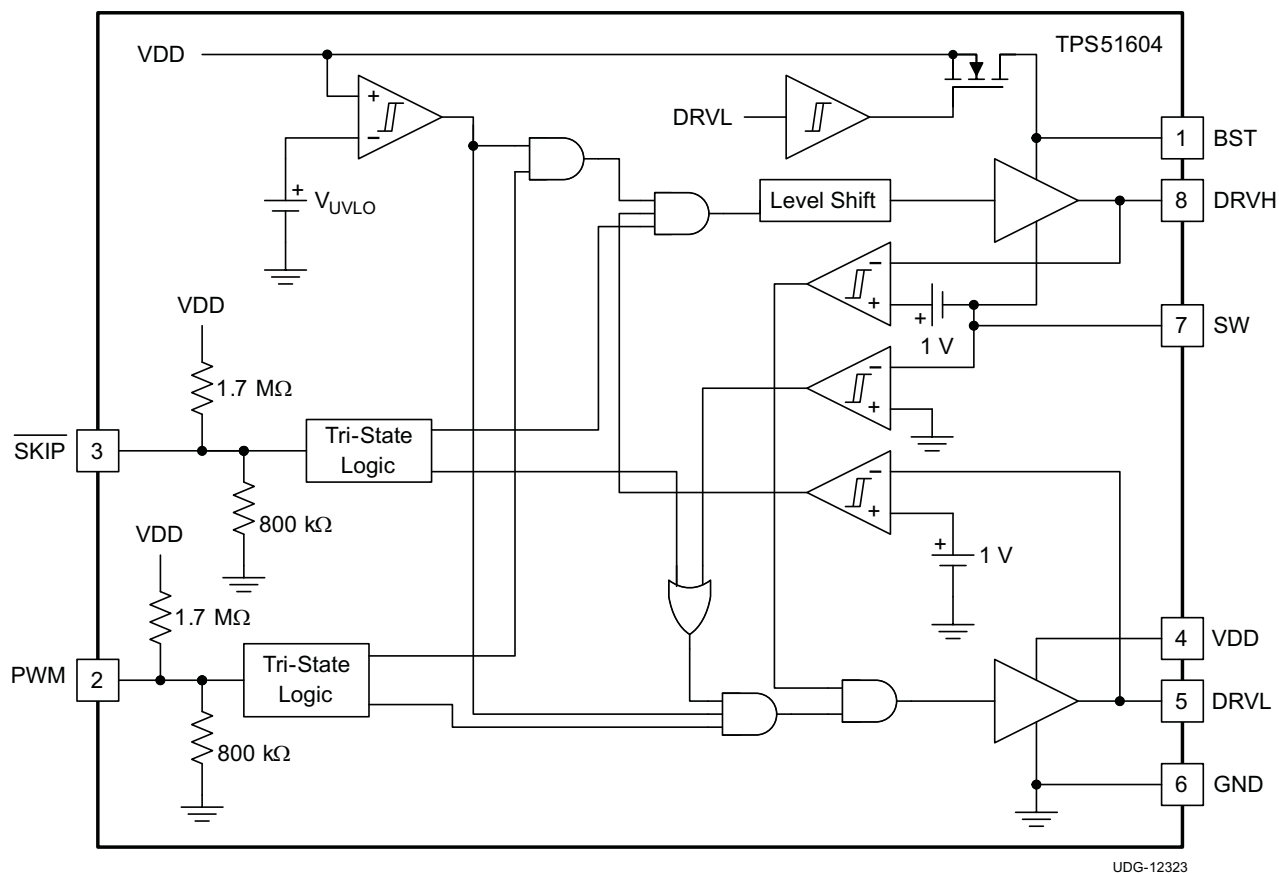 TPS51604
VDD
DRVL
1 BST
VUVLO
Level Shift
8 DRVH
VDD
1 V
7 SW
1.7 MΩ
SKIP 3
Tri-State
Logic
800 kΩ
VDD
1 V
1.7 MΩ
4 VDD
PWM 2
Tri-State
Logic
5 DRVL
800 kΩ
6 GND
UDG-12323